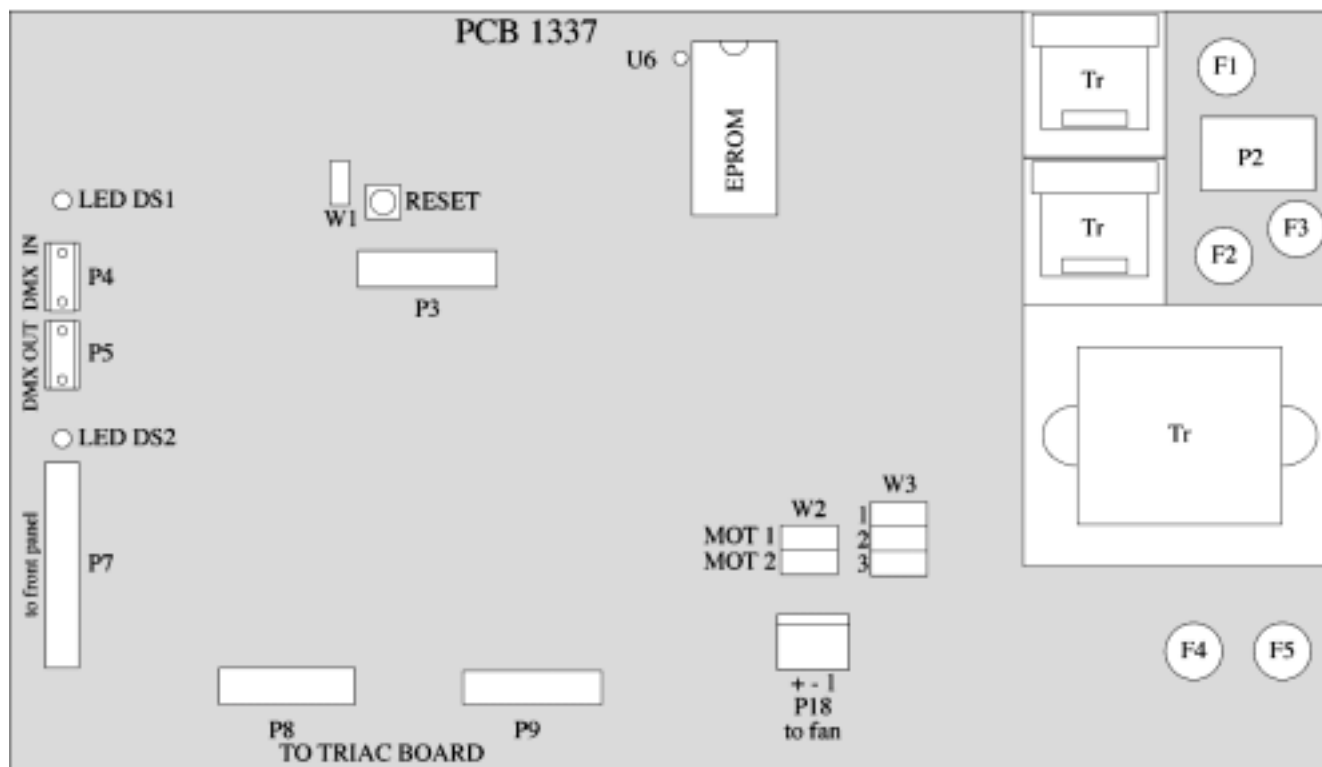 PCB 1337
U6
EPROM
Tr
F1
P2
LED DS1
W1
RESET
Tr
F2
F3
DMX IN
P4
P3
DMX OUT
P5
LED DS2
Tr
to front panel
P7
W2
W3
MOT 1
MOT 2
1
2
3
F4
F5
+ - 1
P18
to fan
P8
P9
TO TRIAC BOARD